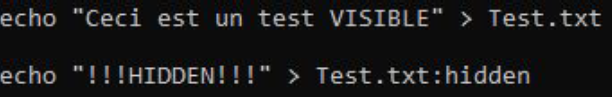 echo "Ceci est un test VISIBLE" > Test.txt
echo "!!!HIDDEN!!!" > Test.txt:hidden